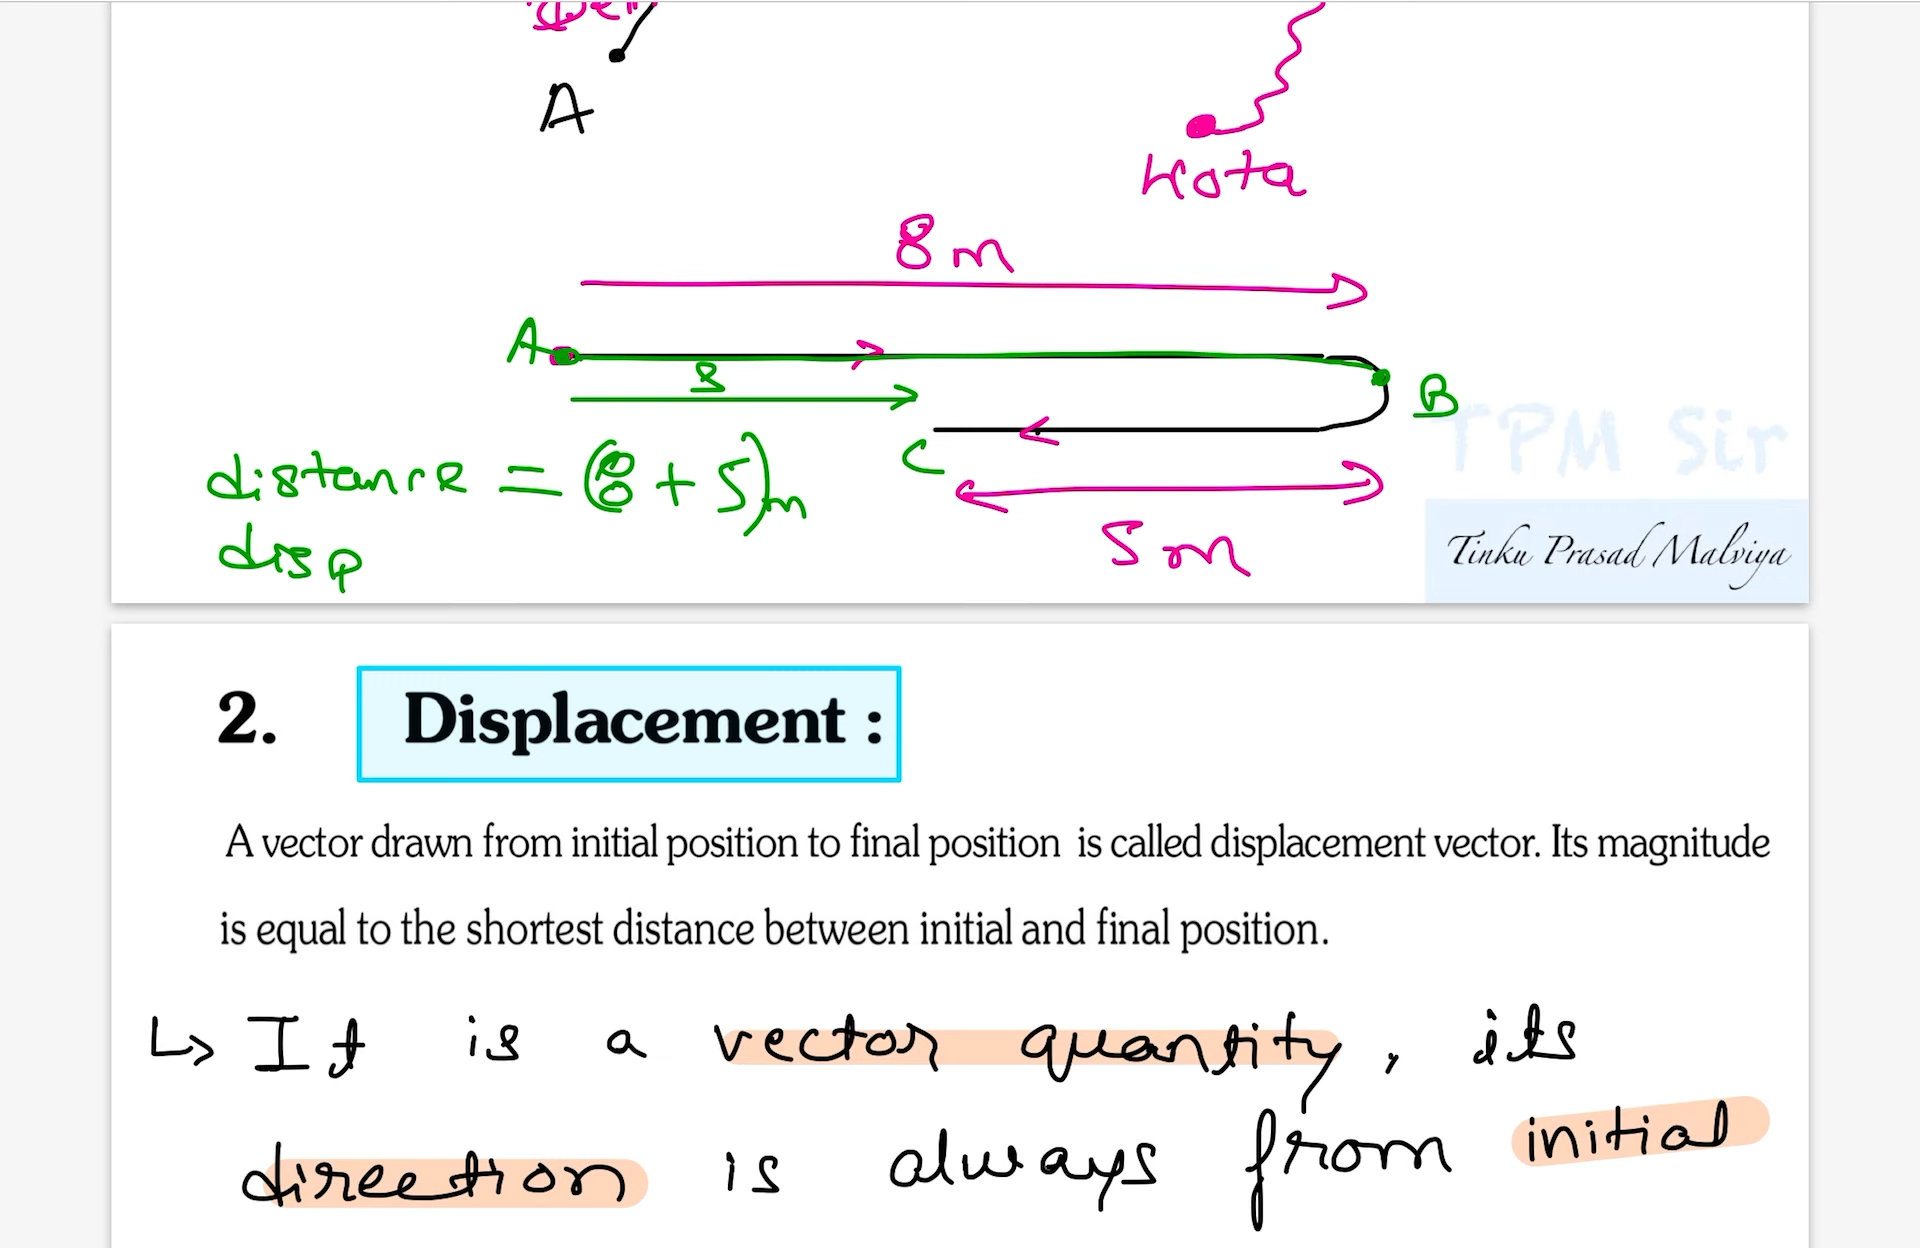 A
Kota
8 m
A
s
B
C
TPM Sir
distance = (8 + 5)m
disp
5 m
Tinku Prasad Malviya
2. Displacement :
A vector drawn from initial position to final position is called displacement vector. Its magnitude
is equal to the shortest distance between initial and final position.
↳ It is a vector quantity, its
direction is always from initial